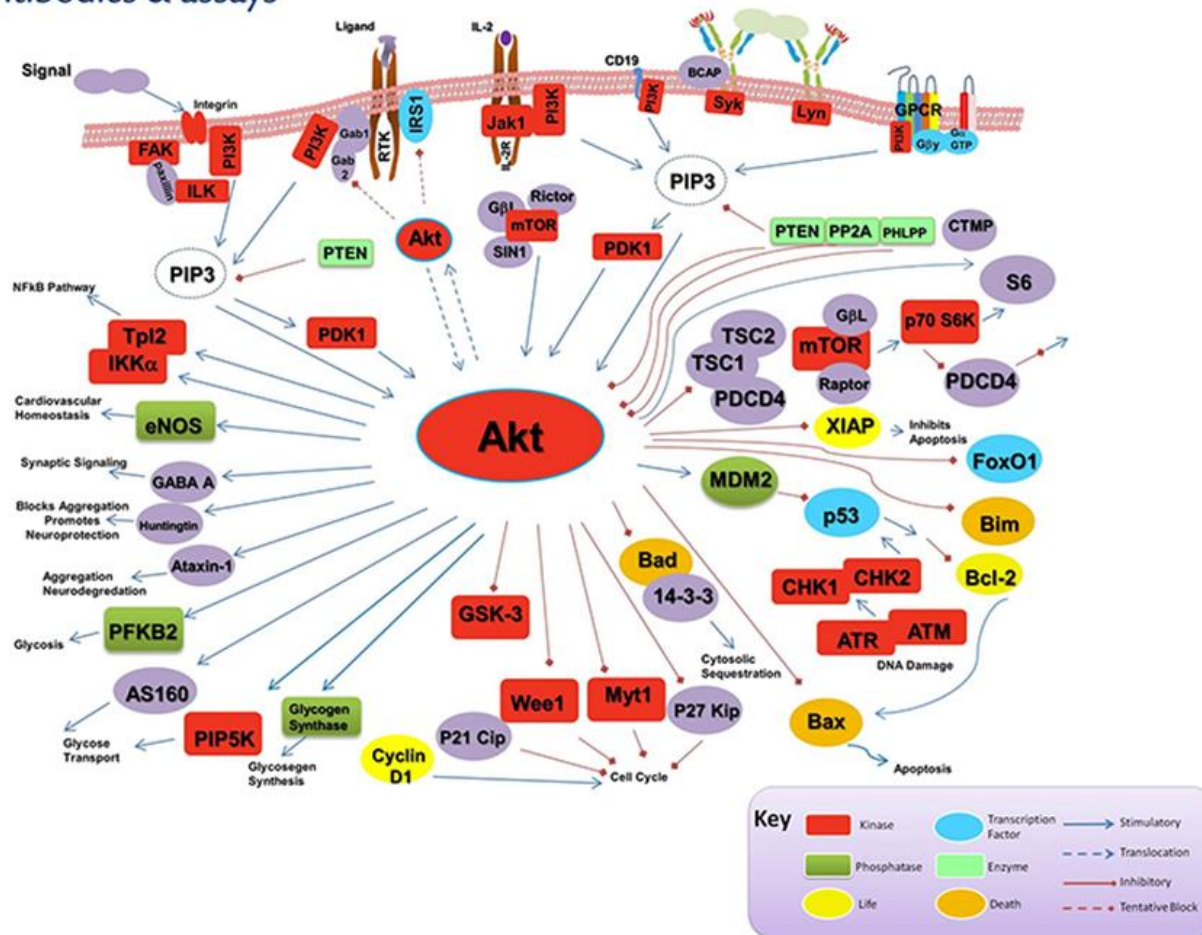 Ligand
IL-2
CD19
BCAP
Signal
Integrin
PI3K
FAK
paxillin
ILK
PI3K
Gab1
Gab
2
RTK
IRS1
Jak1
PI3K
IL-2R
PI3K
Syk
Lyn
GPCR
PI3K
Gβγ
Gα
GTP
PIP3
PTEN
Akt
GβL
Rictor
mTOR
SIN1
PDK1
PIP3
PTEN
PP2A
PHLPP
CTMP
S6
NFkB Pathway
Tpl2
IKKα
PDK1
TSC2
TSC1
PDCD4
GβL
mTOR
Raptor
p70 S6K
PDCD4
Cardiovascular
Homeostasis
eNOS
Akt
XIAP
Inhibits
Apoptosis
FoxO1
Synaptic Signaling
GABA A
MDM2
p53
Bim
Blocks Aggregation
Promotes
Neuroprotection
Huntingtin
Aggregation
Neurodegredation
Ataxin-1
Bad
14-3-3
CHK1
CHK2
Bcl-2
Glycosis
PFKB2
GSK-3
ATR
ATM
DNA Damage
Cytosolic
Sequestration
AS160
Glycose
Transport
PIP5K
Glycogen
Synthase
Glycosegen
Synthesis
Wee1
Myt1
P27 Kip
P21 Cip
Cyclin
D1
Cell Cycle
Bax
Apoptosis
Key
Kinase
Transcription
Factor
Stimulatory
Phosphatase
Enzyme
Translocation
Life
Death
Inhibitory
Tentative Block